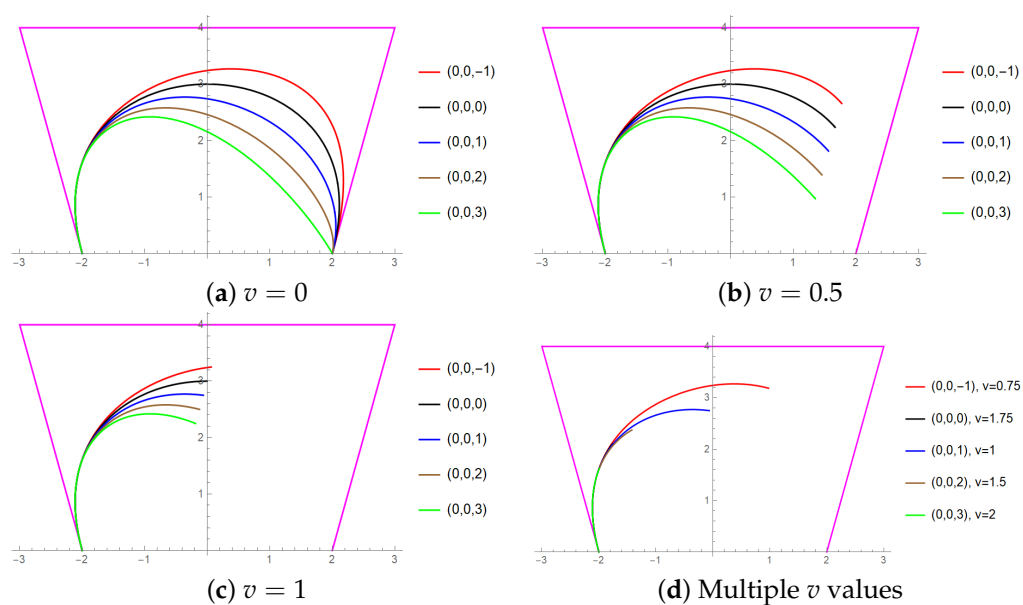 4
3
2
1
−3 −2 −1 0 1 2 3
(0,0,−1)
(0,0,0)
(0,0,1)
(0,0,2)
(0,0,3)
(a) v = 0
4
3
2
1
−3 −2 −1 0 1 2 3
(0,0,−1)
(0,0,0)
(0,0,1)
(0,0,2)
(0,0,3)
(b) v = 0.5
4
3
2
1
−3 −2 −1 0 1 2 3
(0,0,−1)
(0,0,0)
(0,0,1)
(0,0,2)
(0,0,3)
(c) v = 1
4
3
2
1
−3 −2 −1 0 1 2 3
(0,0,−1), v=0.75
(0,0,0), v=1.75
(0,0,1), v=1
(0,0,2), v=1.5
(0,0,3), v=2
(d) Multiple v values